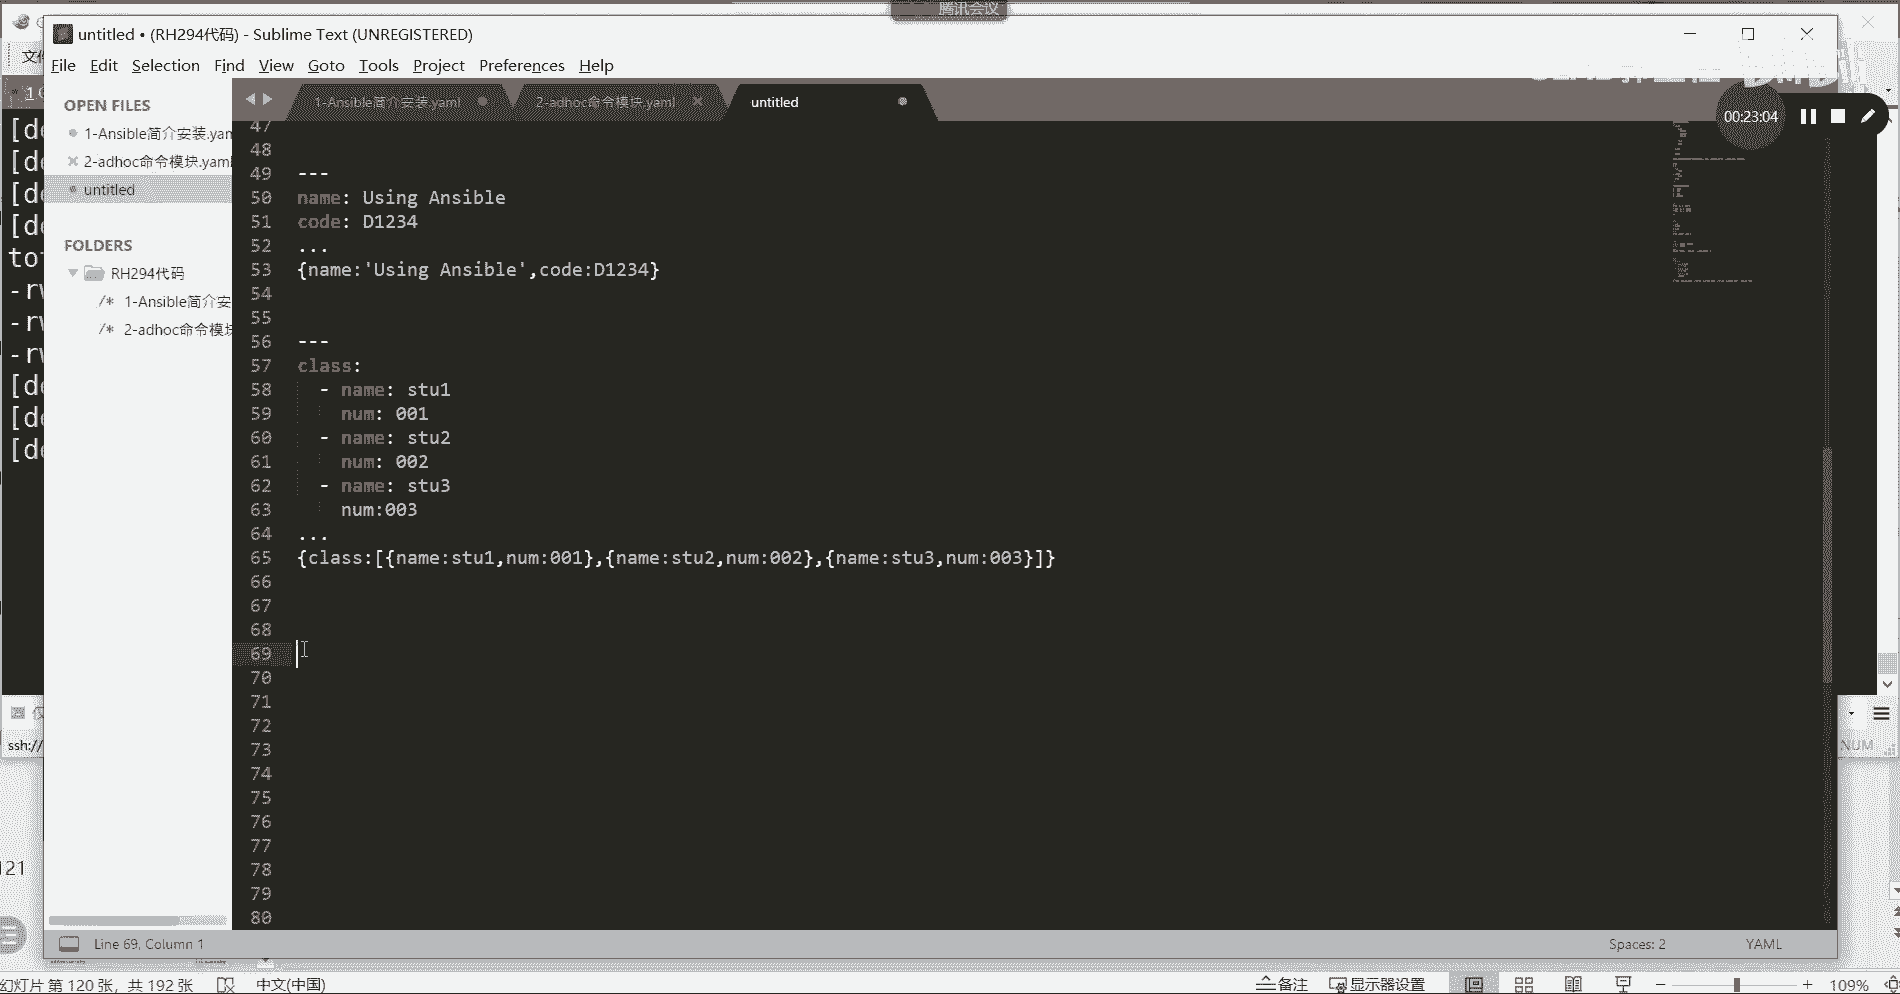 腾讯会议
untitled • (RH294代码) - Sublime Text (UNREGISTERED)
File Edit Selection Find View Goto Tools Project Preferences Help
00:23:04
OPEN FILES
1-Ansible简介安装.yam
2-adhoc命令模块.yaml
untitled
FOLDERS
RH294代码
/* 1-Ansible简介安
/* 2-adhoc命令模块
1-Ansible简介安装.yaml
2-adhoc命令模块.yaml
untitled
47
48
49 ---
50 name: Using Ansible
51 code: D1234
52 ...
53 {name:'Using Ansible',code:D1234}
54
55
56 ---
57 class:
58 - name: stu1
59 num: 001
60 - name: stu2
61 num: 002
62 - name: stu3
63 num:003
64 ...
65 {class:[{name:stu1,num:001},{name:stu2,num:002},{name:stu3,num:003}]}
66
67
68
69
70
71
72
73
74
75
76
77
78
79
80
[de
[de
[de
[de
tot
-rw
-rw
-rw
[de
[de
[de
ssh://
NUM
121
Line 69, Column 1
Spaces: 2
YAML
幻灯片 第 120 张，共 192 张
中文(中国)
备注
显示器设置
109%